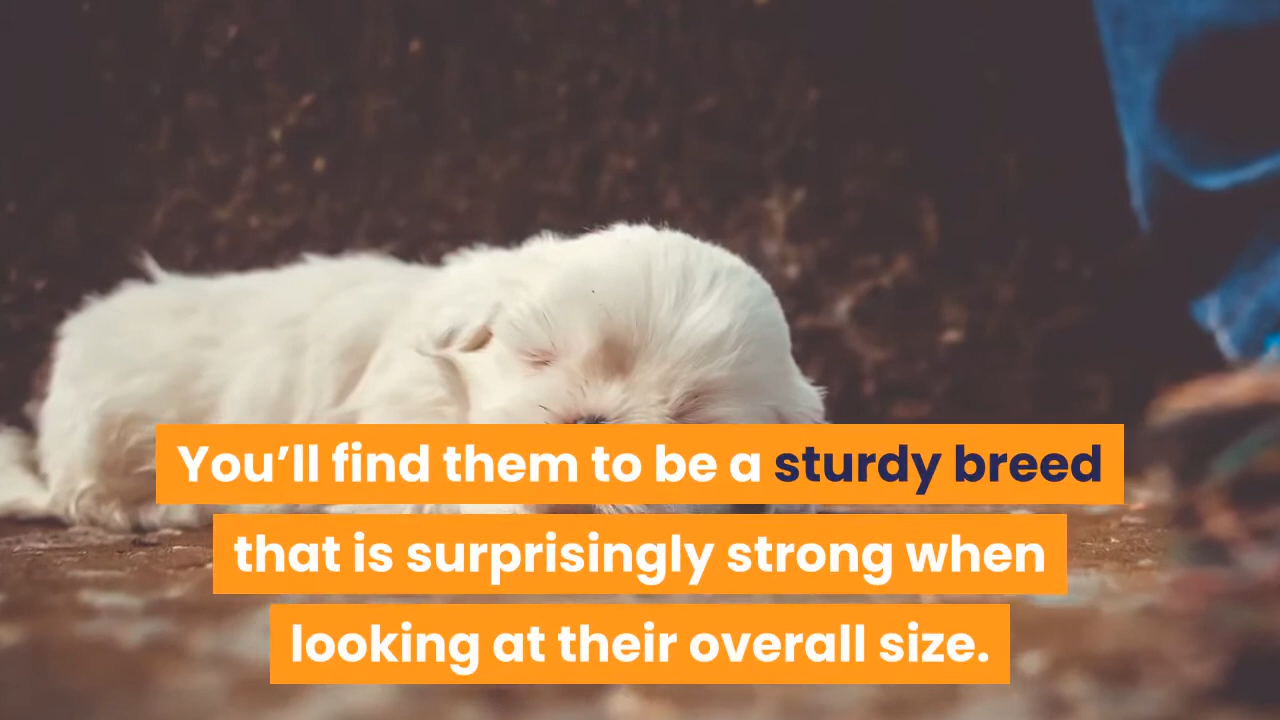 You’ll find them to be a sturdy breed
that is surprisingly strong when
looking at their overall size.